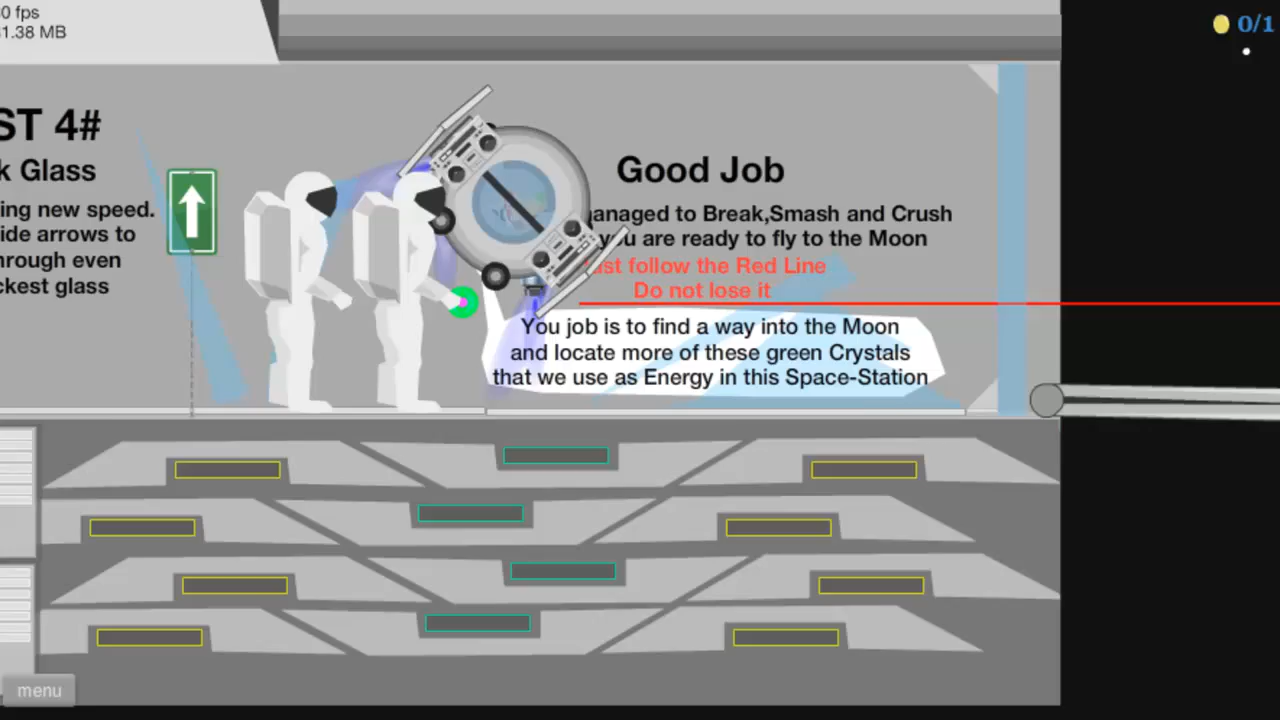 0 fps
1.38 MB
0/1
ST 4#
k Glass
ing new speed.
ide arrows to
hrough even
ckest glass
Good Job
anaged to Break,Smash and Crush
you are ready to fly to the Moon
ust follow the Red Line
Do not lose it
You job is to find a way into the Moon
and locate more of these green Crystals
that we use as Energy in this Space-Station
menu